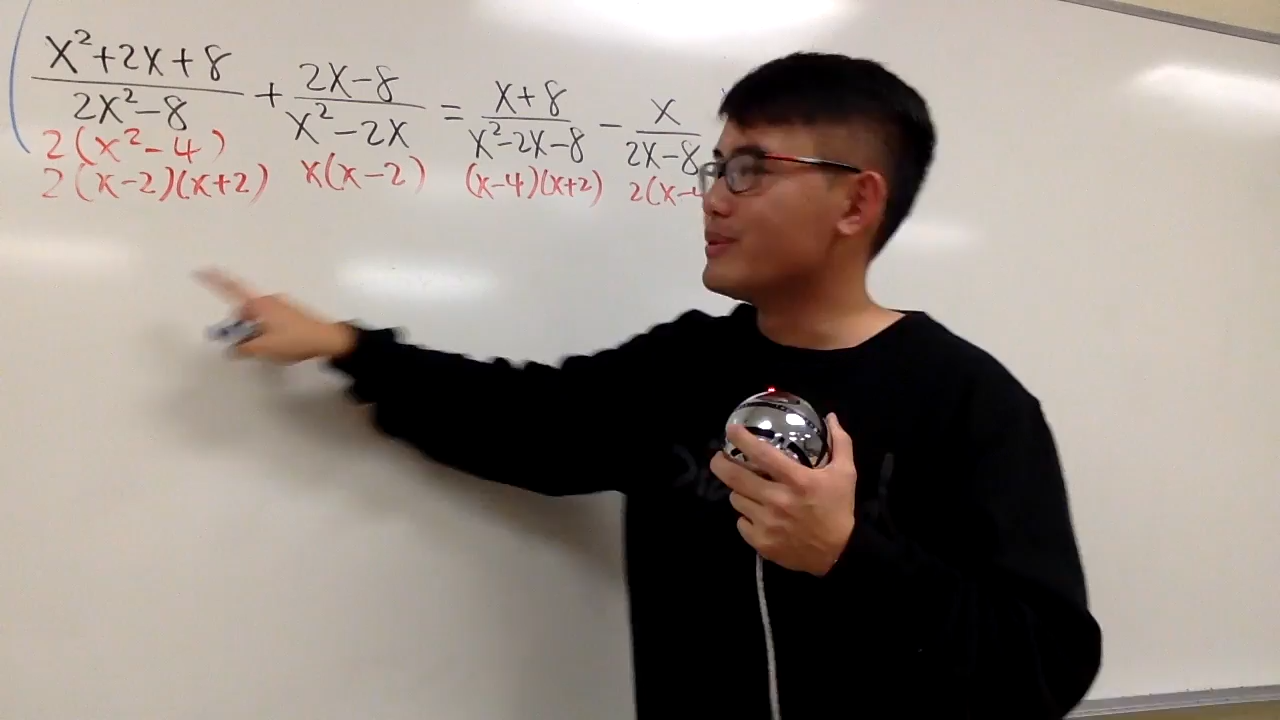 (x²+2x+8)/(2x²-8) + (2x-8)/(x²-2x) = (x+8)/(x²-2x-8) - x/(2x-8)
2(x²-4)
2(x-2)(x+2) x(x-2) (x-4)(x+2) 2(x-